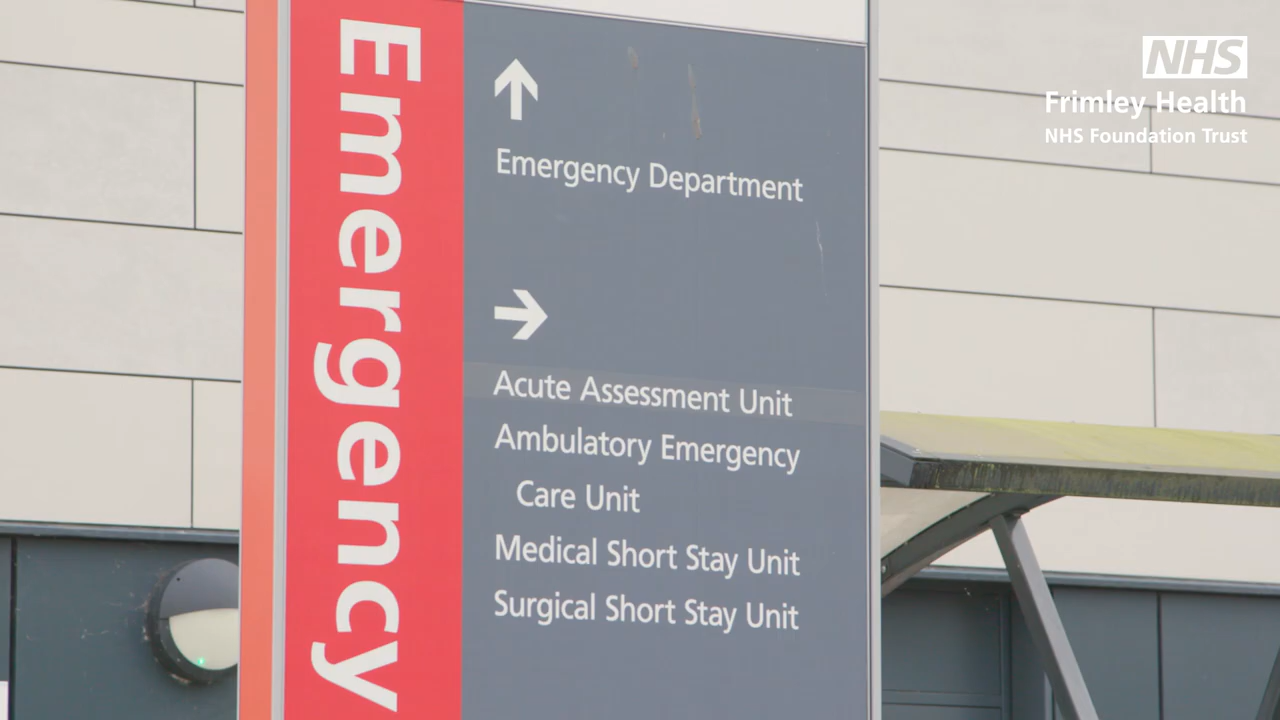 Emergency
Emergency Department
Acute Assessment Unit
Ambulatory Emergency
Care Unit
Medical Short Stay Unit
Surgical Short Stay Unit
NHS
Frimley Health
NHS Foundation Trust